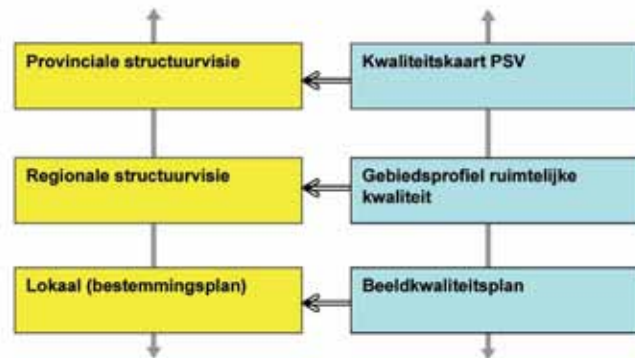 Provinciale structuurvisie
Kwaliteitskaart PSV
Regionale structuurvisie
Gebiedsprofiel ruimtelijke
kwaliteit
Lokaal (bestemmingsplan)
Beeldkwaliteitsplan